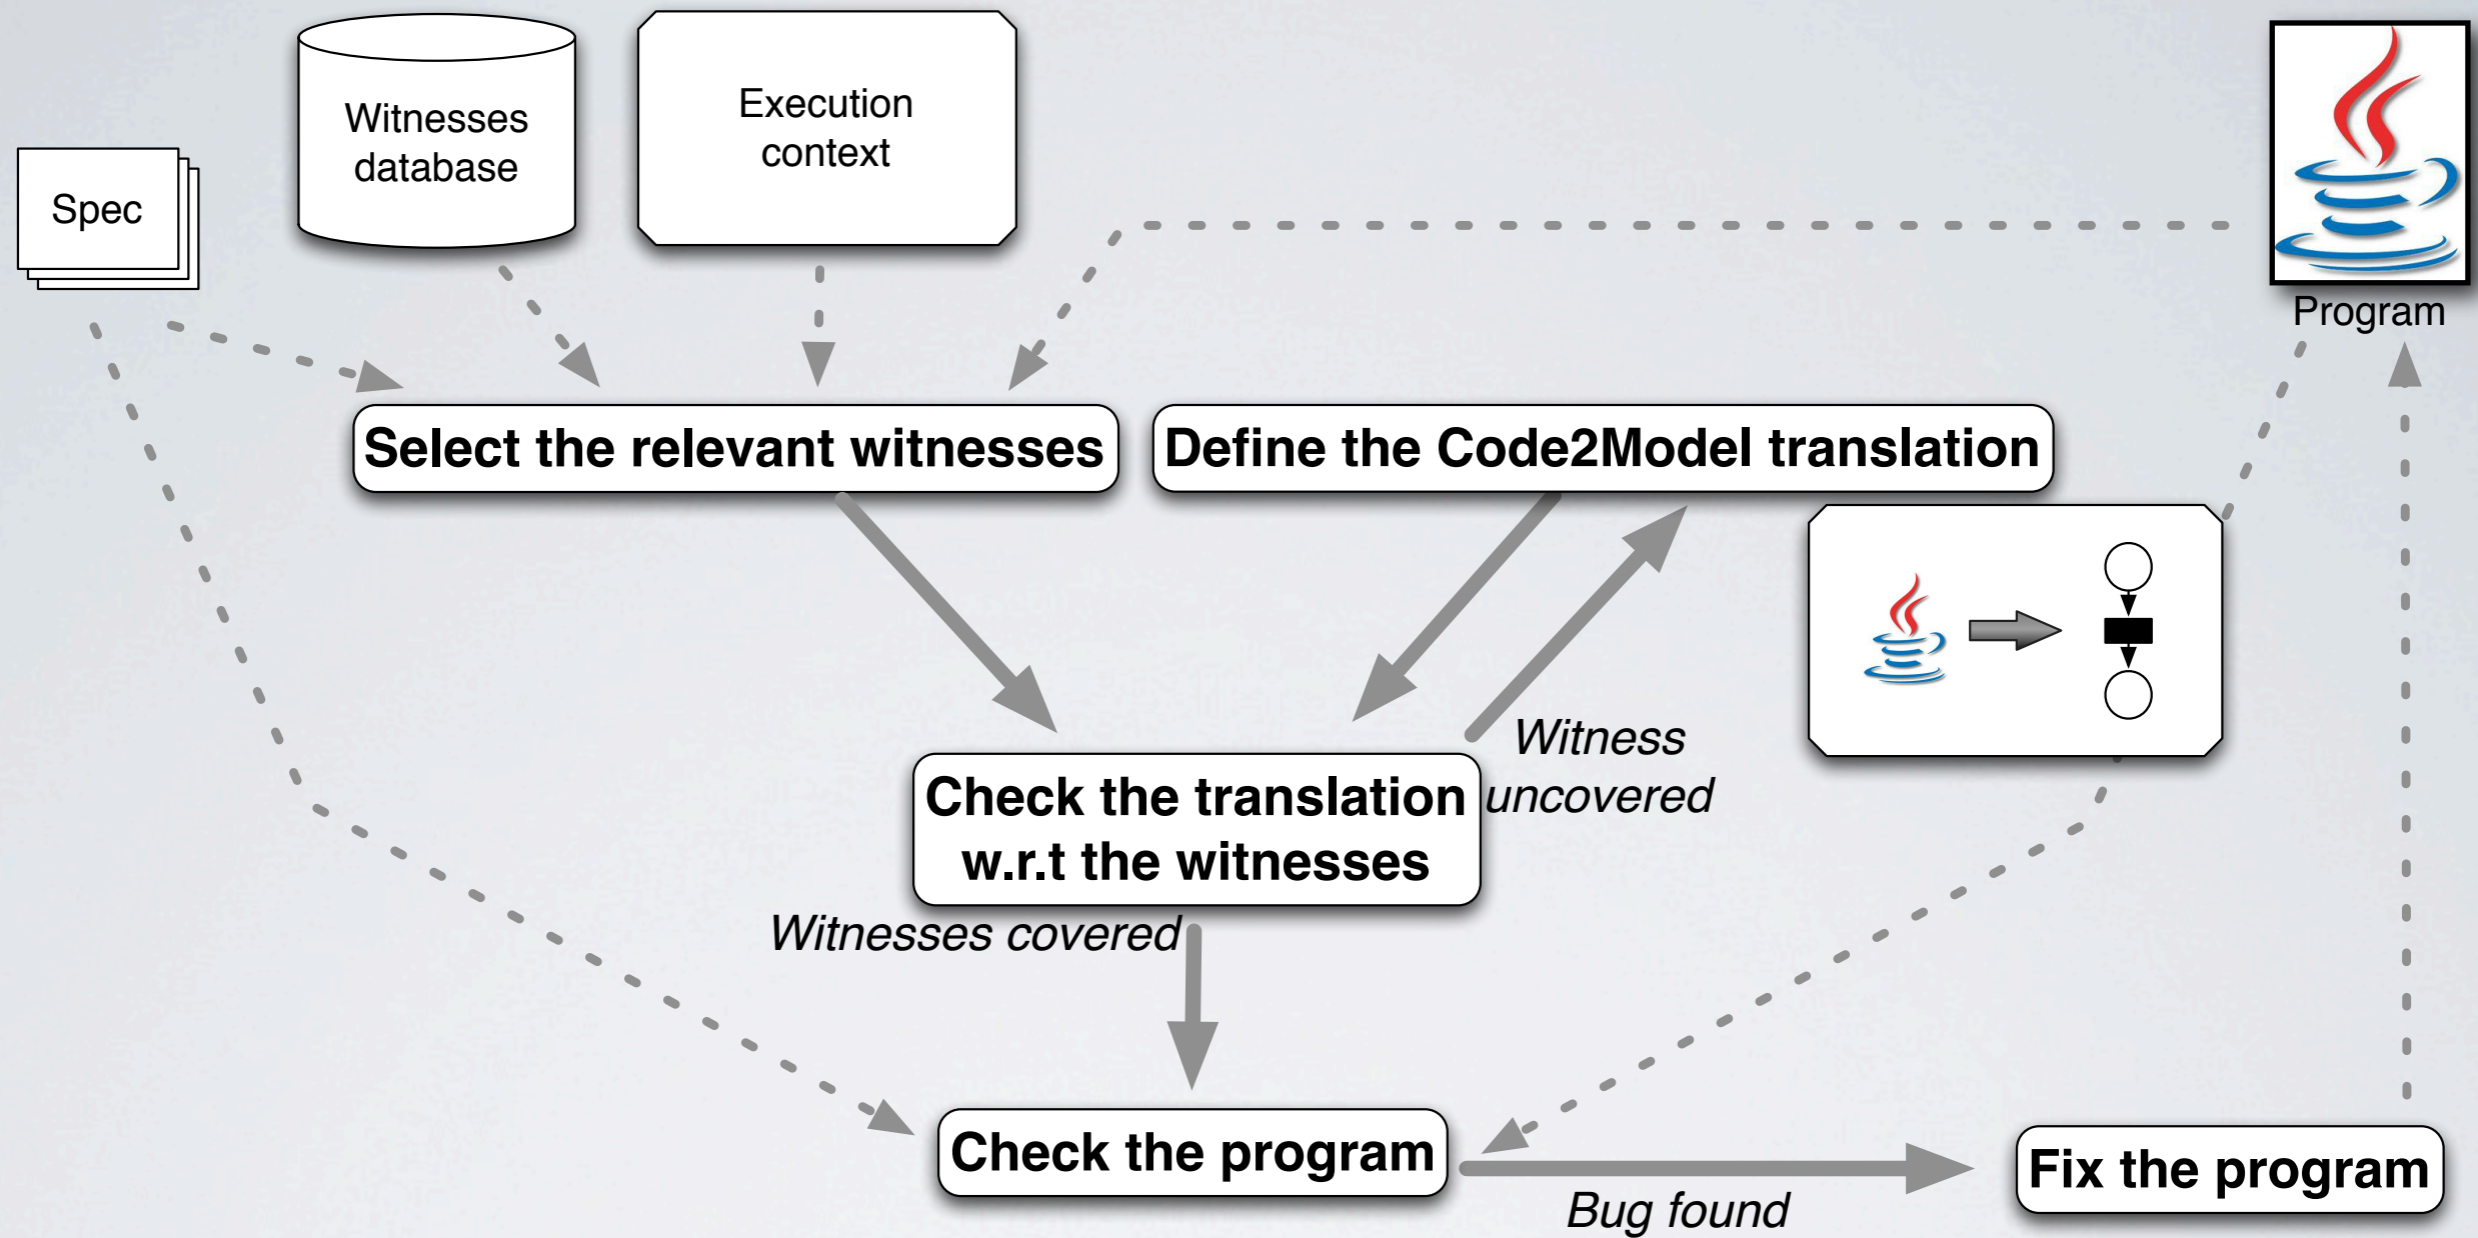 Witnesses
database
Execution
context
Spec
Program
Select the relevant witnesses
Define the Code2Model translation
Witness
uncovered
Check the translation
w.r.t the witnesses
Witnesses covered
Check the program
Bug found
Fix the program